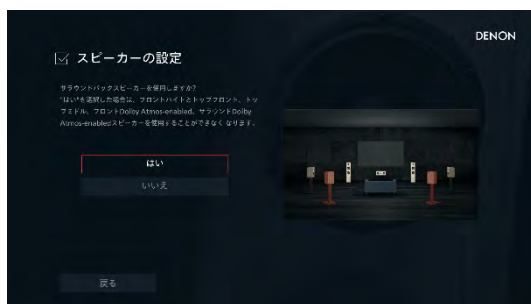 DENON
スピーカーの設定
サラウンドバックスピーカーを使用しますか?
"はい"を選択した場合は、フロントハイトとトップフロント、トッ
プミドル、フロントDolby Atmos-enabled、サラウンドDolby
Atmos-enabledスピーカーを使用することができなくなります。
はい
いいえ
戻る